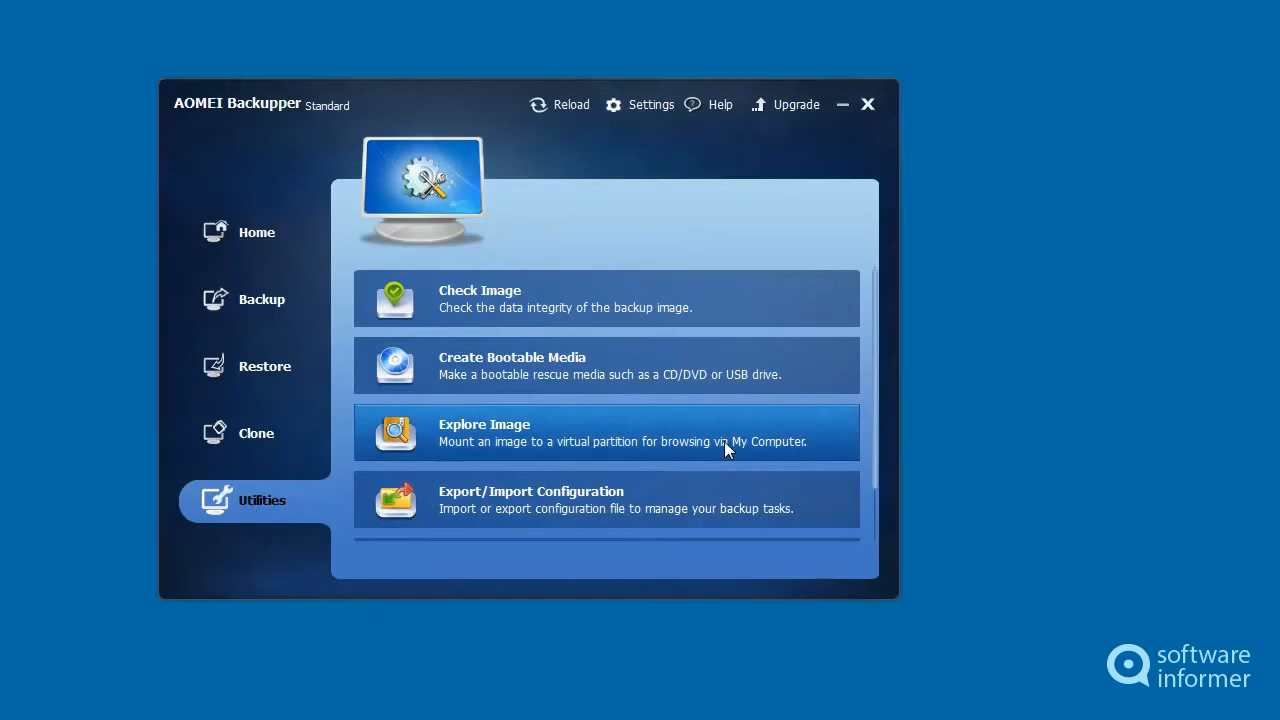 AOMEI Backupper Standard
Reload Settings Help Upgrade
Home
Backup
Restore
Clone
Utilities
Check Image
Check the data integrity of the backup image.
Create Bootable Media
Make a bootable rescue media such as a CD/DVD or USB drive.
Explore Image
Mount an image to a virtual partition for browsing via My Computer.
Export/Import Configuration
Import or export configuration file to manage your backup tasks.
software
informer